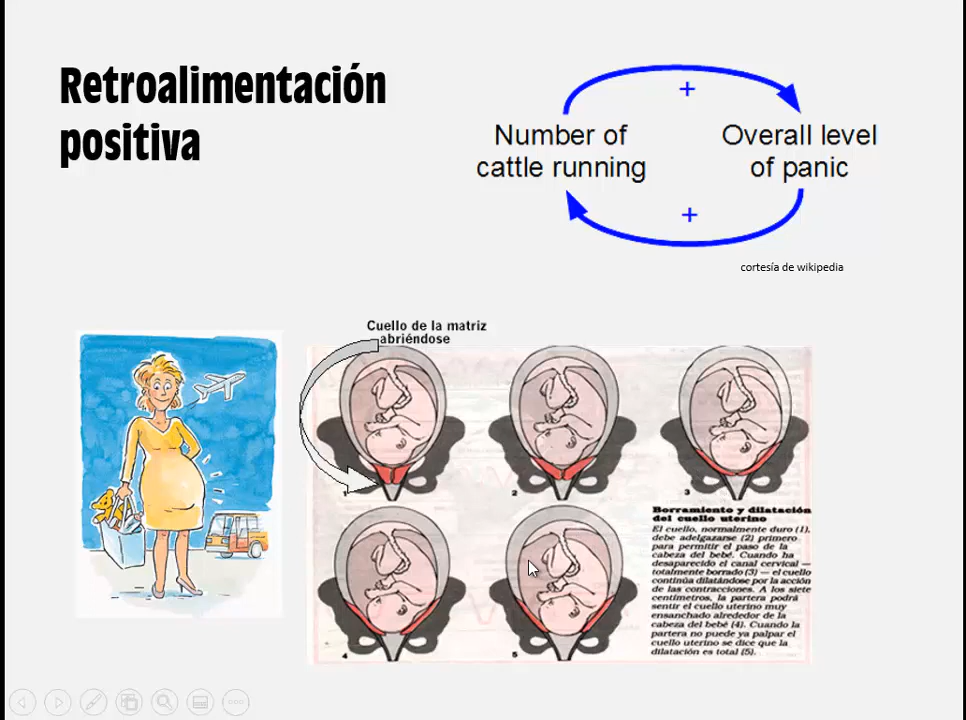 Retroalimentación
positiva
+
Number of
cattle running
Overall level
of panic
+
cortesía de wikipedia
Cuello de la matriz
abriéndose
1
2
3
Borramiento y dilatación
del cuello uterino
El cuello, normalmente duro (1),
debe adelgazarse (2) primero
para permitir el paso de la
cabeza del bebé. Cuando ha
desaparecido el canal cervical —
totalmente borrado (3) — el cuello
continúa dilatándose por la acción
de las contracciones. A los siete
centímetros, la partera podrá
sentir el cuello uterino muy
ensanchado alrededor de la
cabeza del bebé (4). Cuando la
partera no puede ya palpar el
cuello uterino se dice que la
dilatación es total (5).
4
5